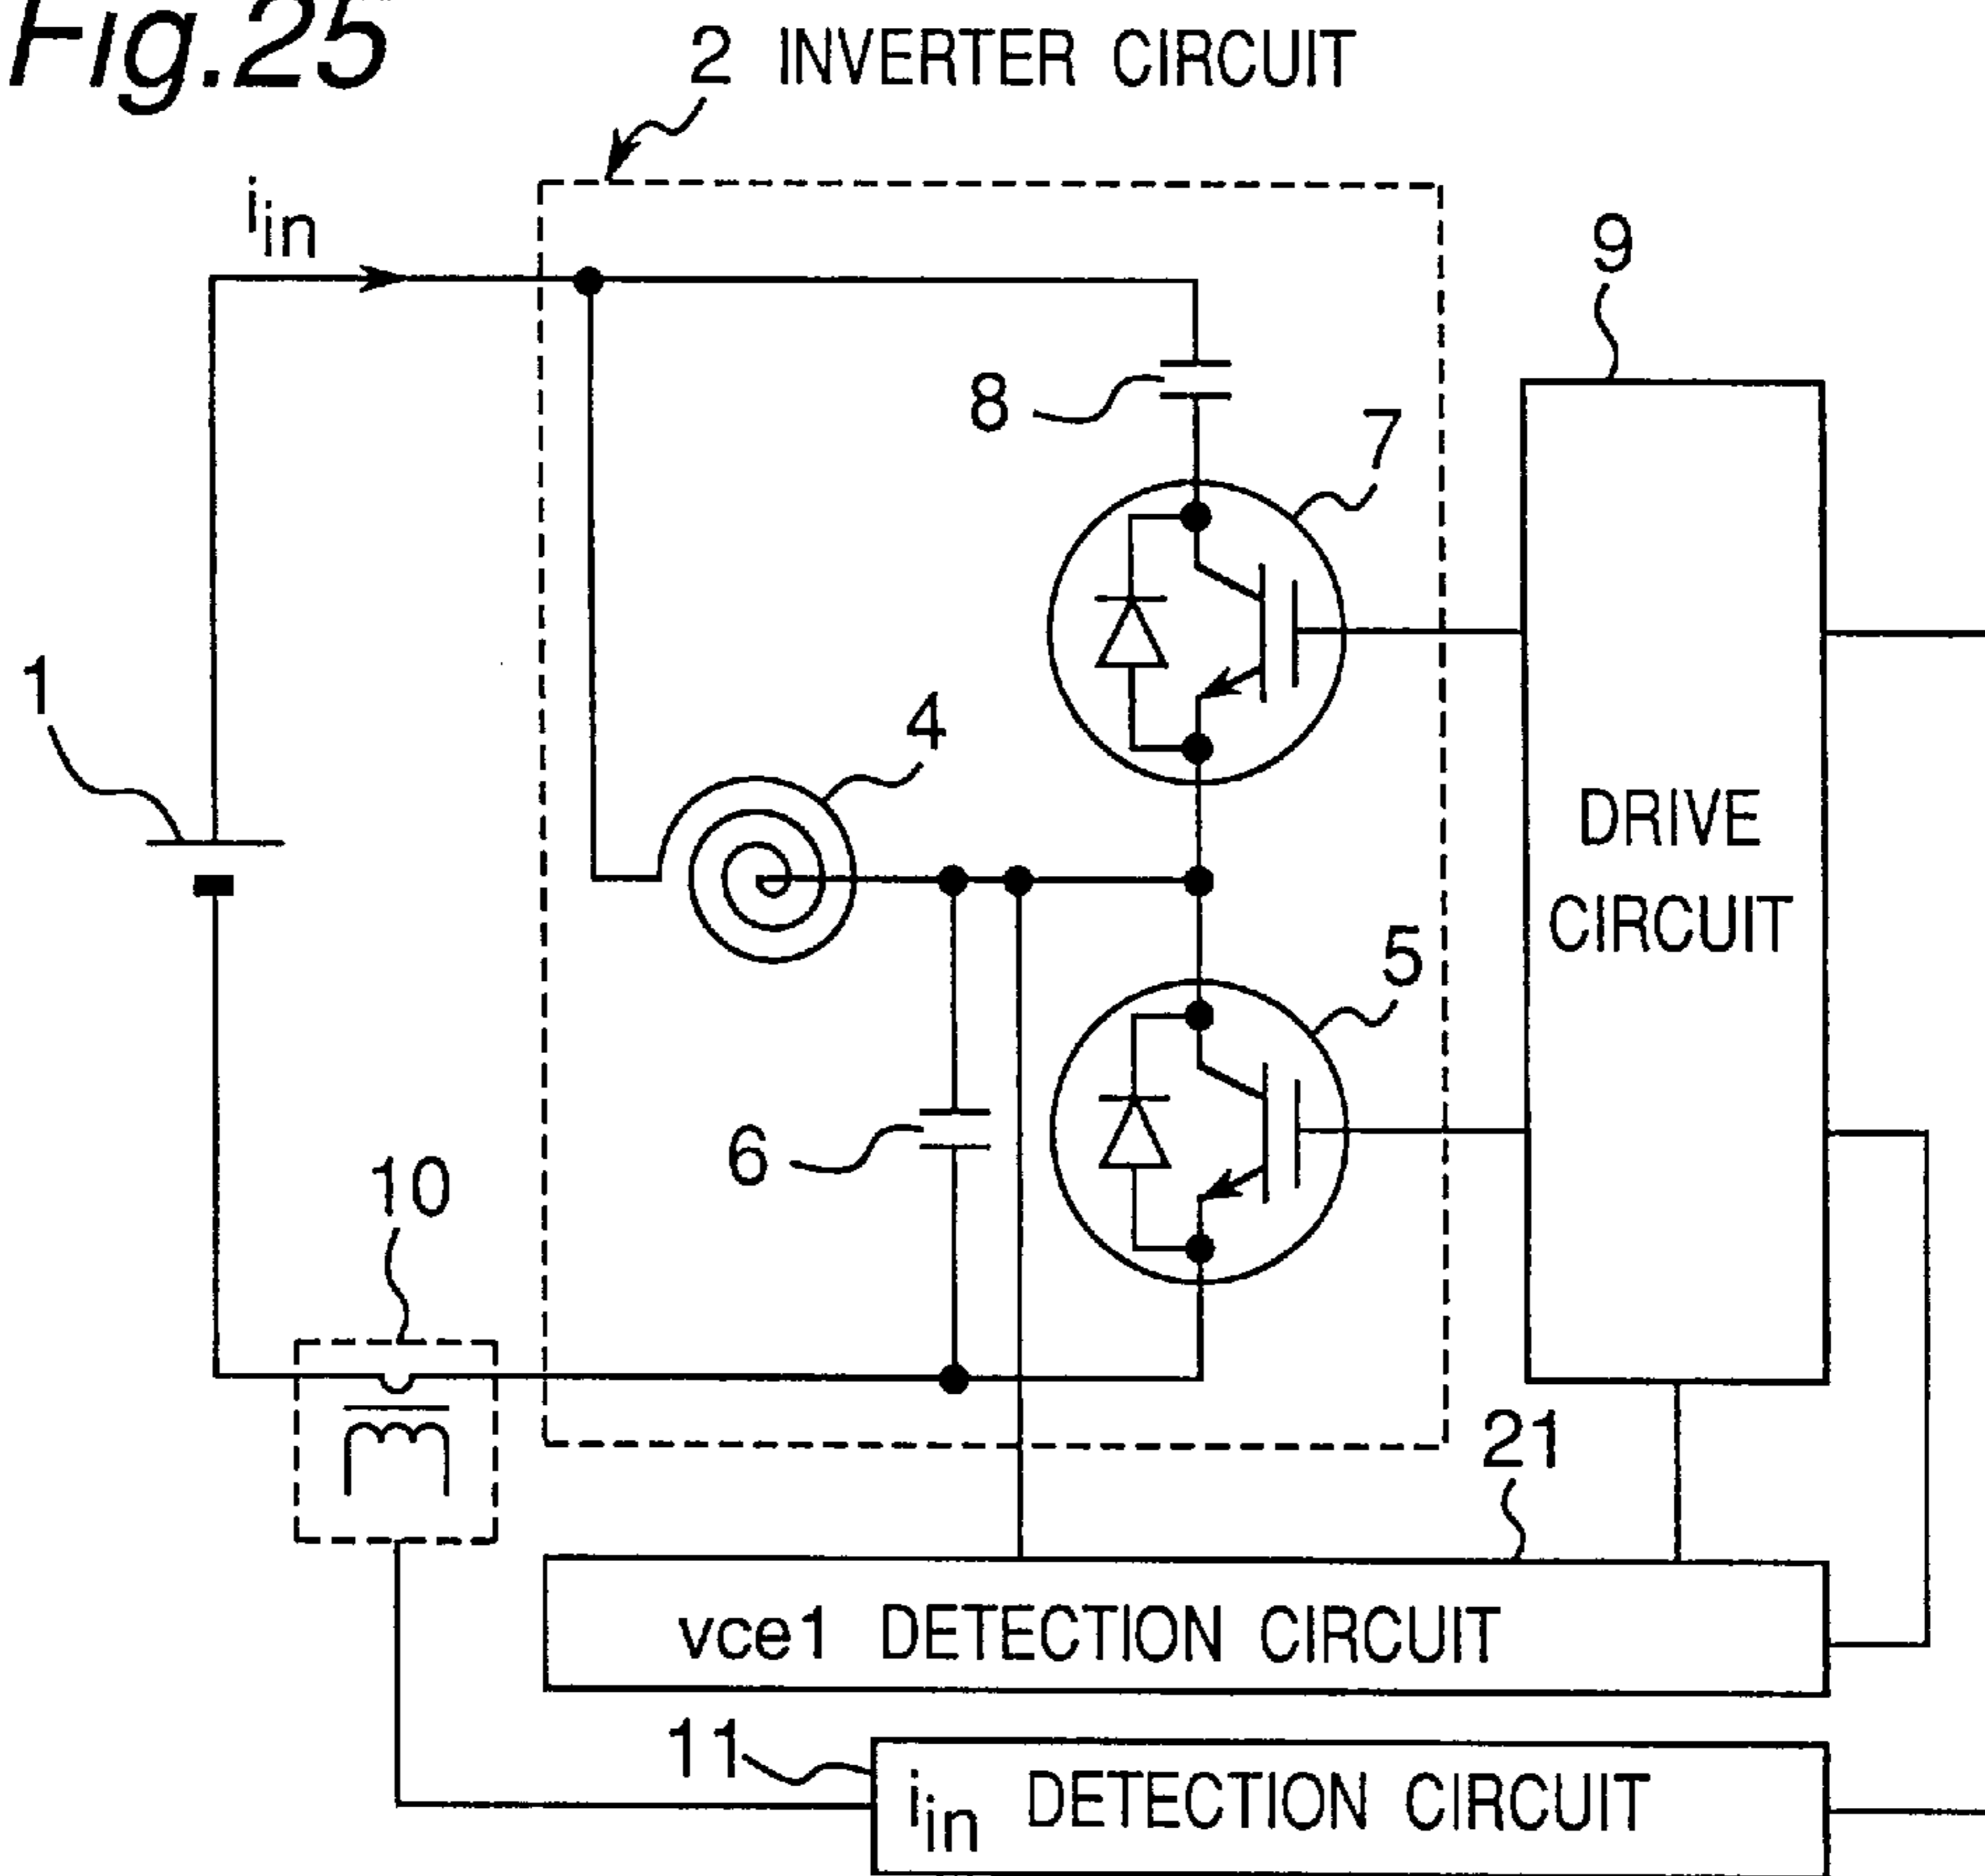 Fig.25
2 INVERTER CIRCUIT
iin
9
8
7
1
4
DRIVE
CIRCUIT
5
6
10
21
vce1 DETECTION CIRCUIT
11
iin DETECTION CIRCUIT